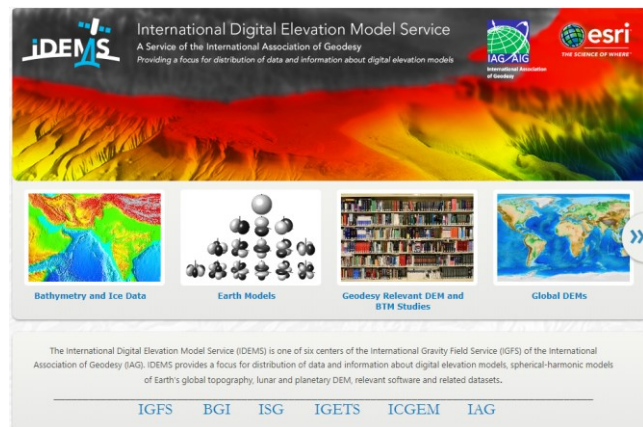 iDEMS
International Digital Elevation Model Service
A Service of the International Association of Geodesy
Providing a focus for distribution of data and information about digital elevation models
IAG AIG
International Association
of Geodesy
esri
THE SCIENCE OF WHERE
Bathymetry and Ice Data
Earth Models
Geodesy Relevant DEM and
BTM Studies
Global DEMs
The International Digital Elevation Model Service (IDEMS) is one of six centers of the International Gravity Field Service (IGFS) of the International
Association of Geodesy (IAG). IDEMS provides a focus for distribution of data and information about digital elevation models, spherical-harmonic models
of Earth's global topography, lunar and planetary DEM, relevant software and related datasets.
IGFS BGI ISG IGETS ICGEM IAG